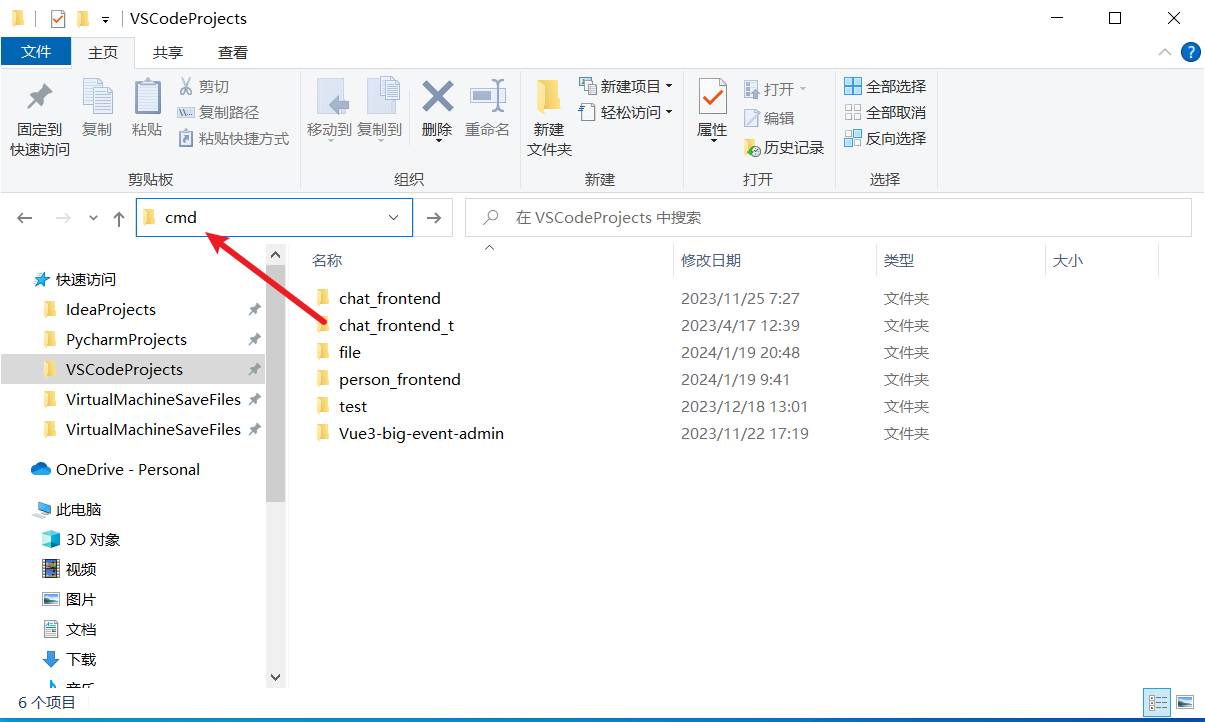 VSCodeProjects
文件 主页 共享 查看
固定到快速访问
复制
粘贴
剪切
复制路径
粘贴快捷方式
剪贴板
移动到
复制到
删除
重命名
组织
新建文件夹
新建项目
轻松访问
新建
属性
打开
编辑
历史记录
打开
全部选择
全部取消
反向选择
选择
cmd
在 VSCodeProjects 中搜索
快速访问
IdeaProjects
PycharmProjects
VSCodeProjects
VirtualMachineSaveFiles
VirtualMachineSaveFiles
OneDrive - Personal
此电脑
3D 对象
视频
图片
文档
下载
音乐
名称 修改日期 类型 大小
chat_frontend 2023/11/25 7:27 文件夹
chat_frontend_t 2023/4/17 12:39 文件夹
file 2024/1/19 20:48 文件夹
person_frontend 2024/1/19 9:41 文件夹
test 2023/12/18 13:01 文件夹
Vue3-big-event-admin 2023/11/22 17:19 文件夹
6 个项目